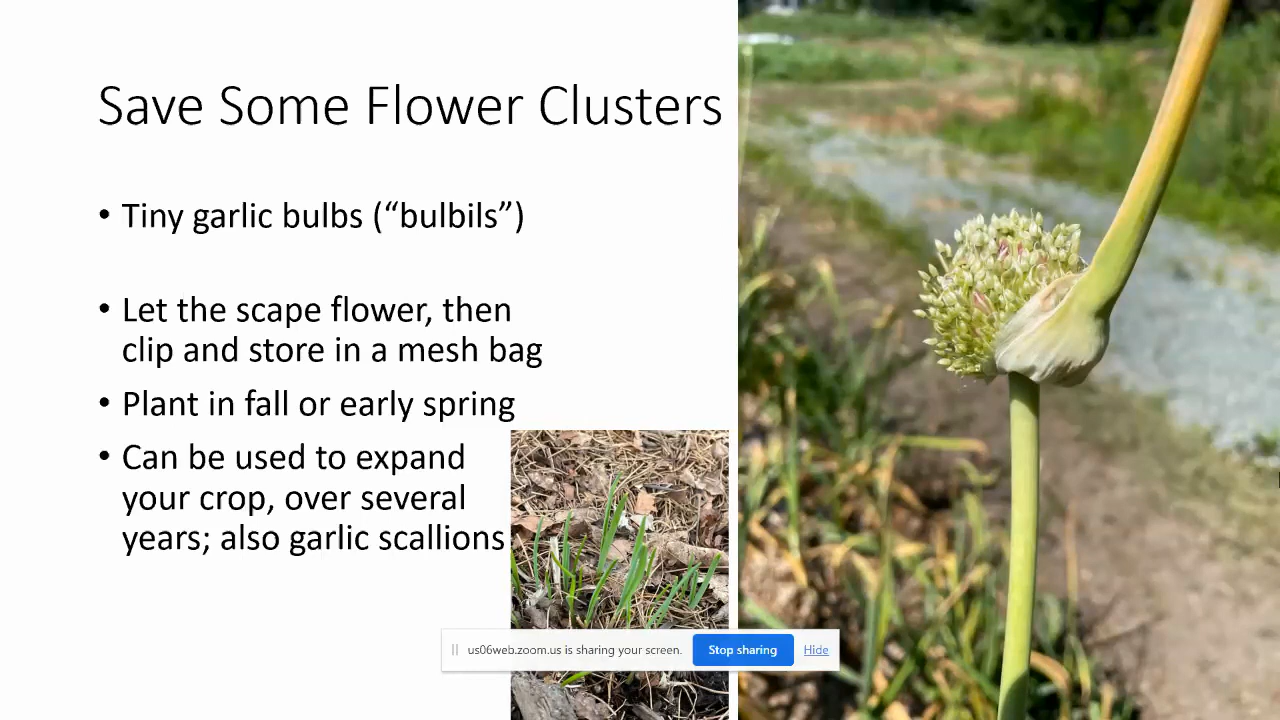 Save Some Flower Clusters
• Tiny garlic bulbs (“bulbils”)
• Let the scape flower, then
clip and store in a mesh bag
• Plant in fall or early spring
• Can be used to expand
your crop, over several
years; also garlic scallions
us06web.zoom.us is sharing your screen.
Stop sharing
Hide